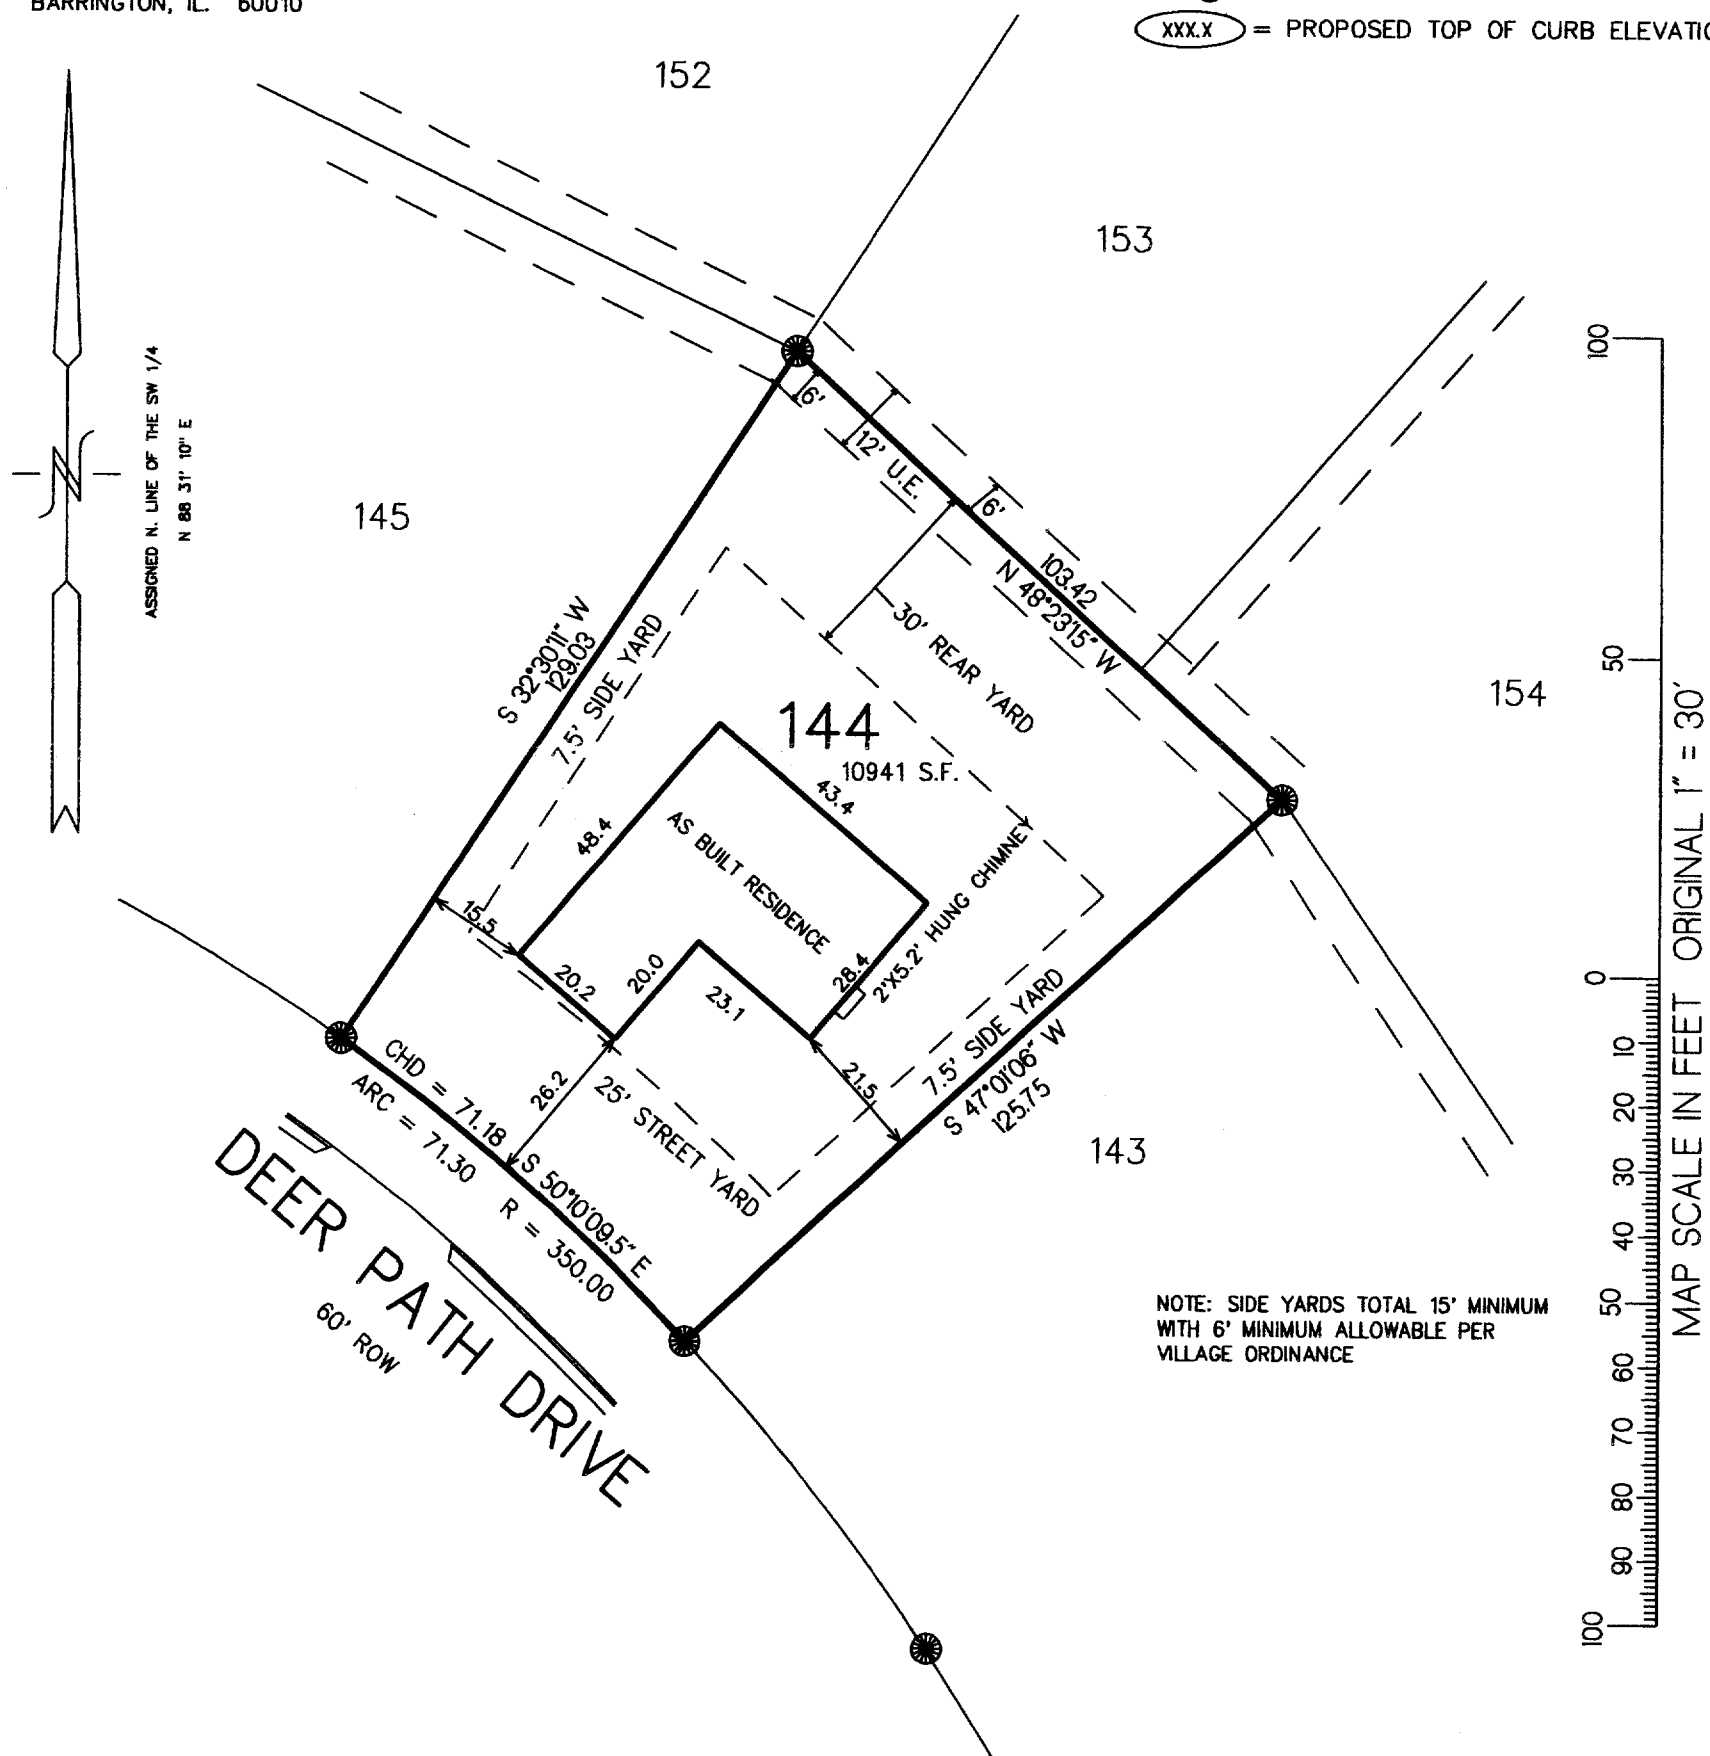 BARRINGTON, IL. 60010
XXX.X = PROPOSED TOP OF CURB
152
153
ASSIGNED N. LINE OF THE SW 1/4
N 88 31' 10" E
N
145
6'
12' U.E.
6'
103.42
N 48°23'15" W
30' REAR YARD
S 32°30'11" W
129.03
7.5' SIDE YARD
154
144
10941 S.F.
43.4
48.4
AS BUILT RESIDENCE
2'X5.2' HUNG CHIMNEY
28.4
15.5
20.2
20.0
23.1
21.5
7.5' SIDE YARD
S 47°01'06" W
125.75
26.2
25' STREET YARD
CHD = 71.18
S 50°10'09.5" E
ARC = 71.30
R = 350.00
143
DEER PATH DRIVE
60' ROW
NOTE: SIDE YARDS TOTAL 15' MINIMUM
WITH 6' MINIMUM ALLOWABLE PER
VILLAGE ORDINANCE
100
50
0
10
20
30
40
50
60
70
80
90
100
MAP SCALE IN FEET ORIGINAL 1" = 30'